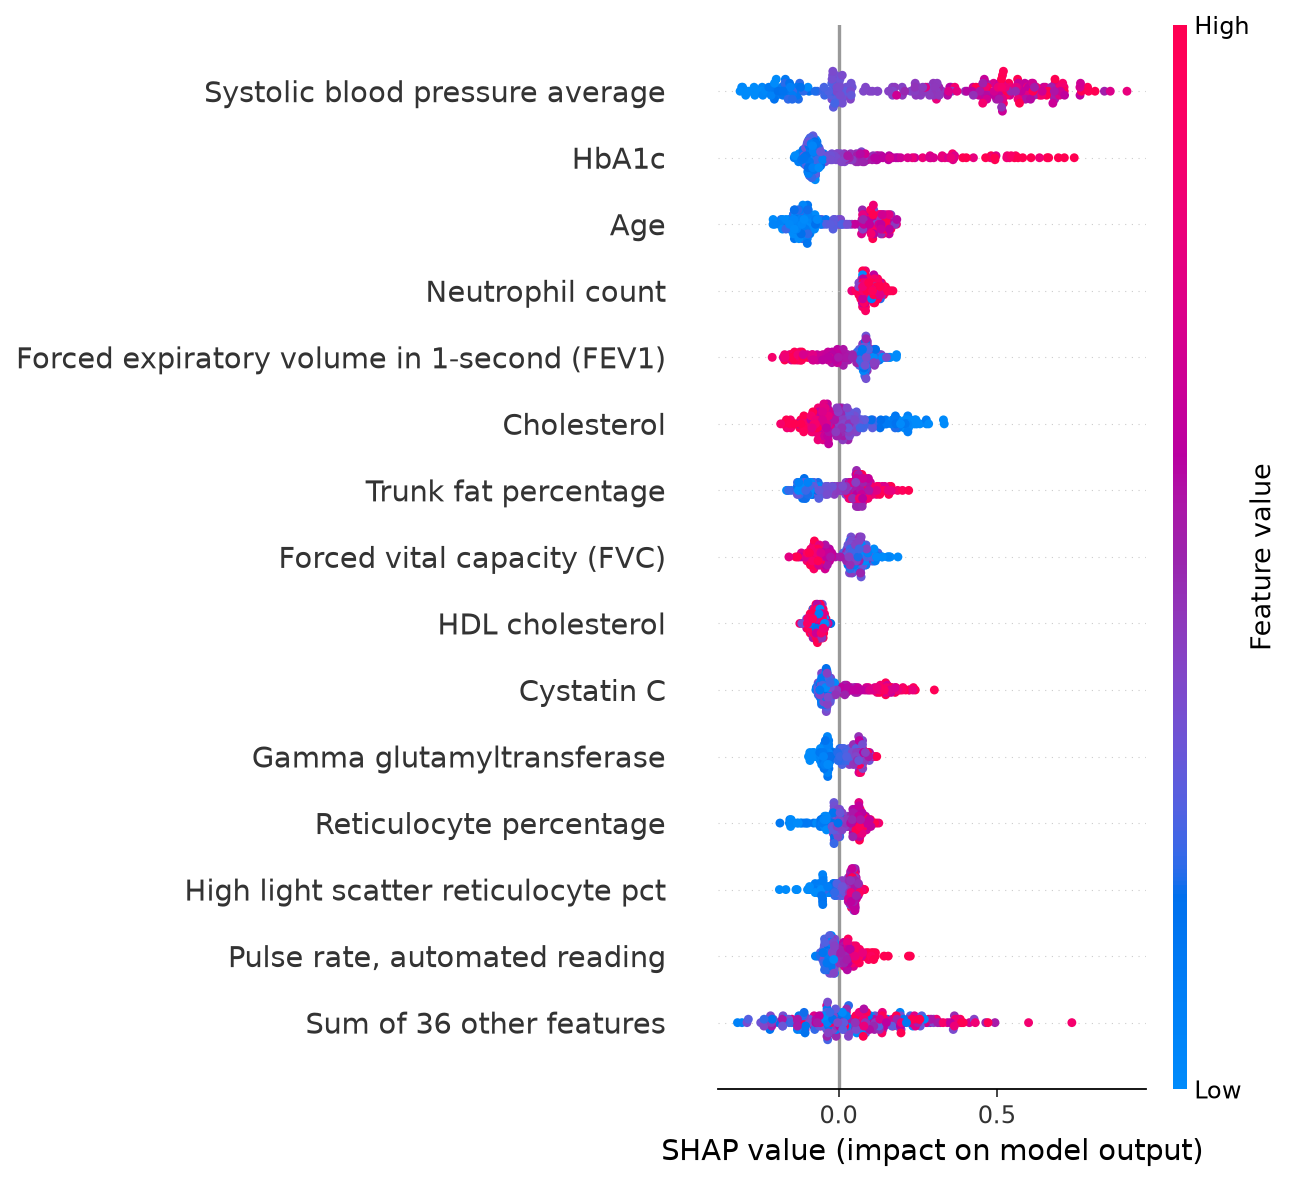 High
Systolic blood pressure average
HbA1c
Age
Neutrophil count
Forced expiratory volume in 1-second (FEV1)
Cholesterol
Trunk fat percentage
Forced vital capacity (FVC)
HDL cholesterol
Cystatin C
Gamma glutamyltransferase
Reticulocyte percentage
High light scatter reticulocyte pct
Pulse rate, automated reading
Sum of 36 other features
Feature value
Low
0.0 0.5
SHAP value (impact on model output)